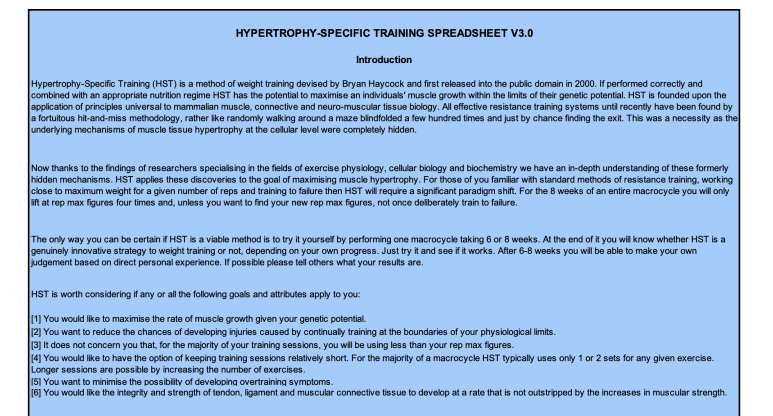 HYPERTROPHY-SPECIFIC TRAINING SPREADSHEET V3.0
Introduction
Hypertrophy-Specific Training (HST) is a method of weight training devised by Bryan Haycock and first released into the public domain in 2000. If performed correctly and
combined with an appropriate nutrition regime HST has the potential to maximise an individuals' muscle growth within the limits of their genetic potential. HST is founded upon the
application of principles universal to mammalian muscle, connective and neuro-muscular tissue biology. All effective resistance training systems until recently have been found by
a fortuitous hit-and-miss methodology, rather like randomly walking around a maze blindfolded a few hundred times and just by chance finding the exit. This was a necessity as the
underlying mechanisms of muscle tissue hypertrophy at the cellular level were completely hidden.
Now thanks to the findings of researchers specialising in the fields of exercise physiology, cellular biology and biochemistry we have an in-depth understanding of these formerly
hidden mechanisms. HST applies these discoveries to the goal of maximising muscle hypertrophy. For those of you familiar with standard methods of resistance training, working
close to maximum weight for a given number of reps and training to failure then HST will require a significant paradigm shift. For the 8 weeks of an entire macrocycle you will only
lift at rep max figures four times and, unless you want to find your new rep max figures, not once deliberately train to failure.
The only way you can be certain if HST is a viable method is to try it yourself by performing one macrocycle taking 6 or 8 weeks. At the end of it you will know whether HST is a
genuinely innovative strategy to weight training or not, depending on your own progress. Just try it and see if it works. After 6-8 weeks you will be able to make your own
judgement based on direct personal experience. If possible please tell others what your results are.
HST is worth considering if any or all the following goals and attributes apply to you:
[1] You would like to maximise the rate of muscle growth given your genetic potential.
[2] You want to reduce the chances of developing injuries caused by continually training at the boundaries of your physiological limits.
[3] It does not concern you that, for the majority of your training sessions, you will be using less than your rep max figures.
[4] You would like to have the option of keeping training sessions relatively short. For the majority of a macrocycle HST typically uses only 1 or 2 sets for any given exercise.
Longer sessions are possible by increasing the number of exercises.
[5] You want to minimise the possibility of developing overtraining symptoms.
[6] You would like the integrity and strength of tendon, ligament and muscular connective tissue to develop at a rate that is not outstripped by the increases in muscular strength.